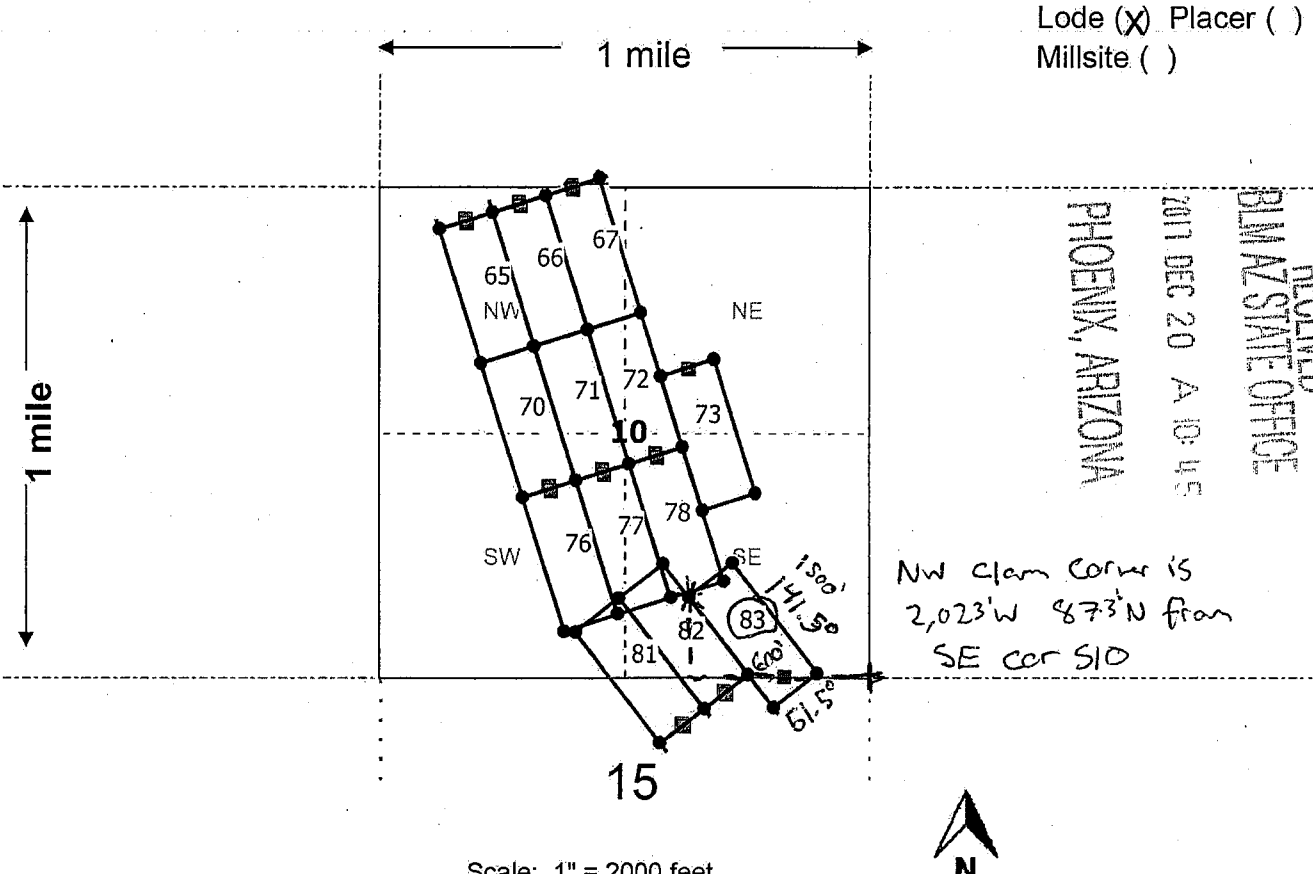 Lode (X) Placer ( )
Millsite ( )
1 mile
1 mile
65
66
67
NW
NE
70
71
72
73
10
76
77
78
SW
SE
81
82
83
1500'
141.5°
600'
51.5°
15
NW claim corner is
2,023'W 873'N from
SE cor S10
RECEIVED
BLM AZ STATE OFFICE
2011 DEC 20 A 10:45
PHOENIX, ARIZONA
Scale: 1" = 2000 feet
N